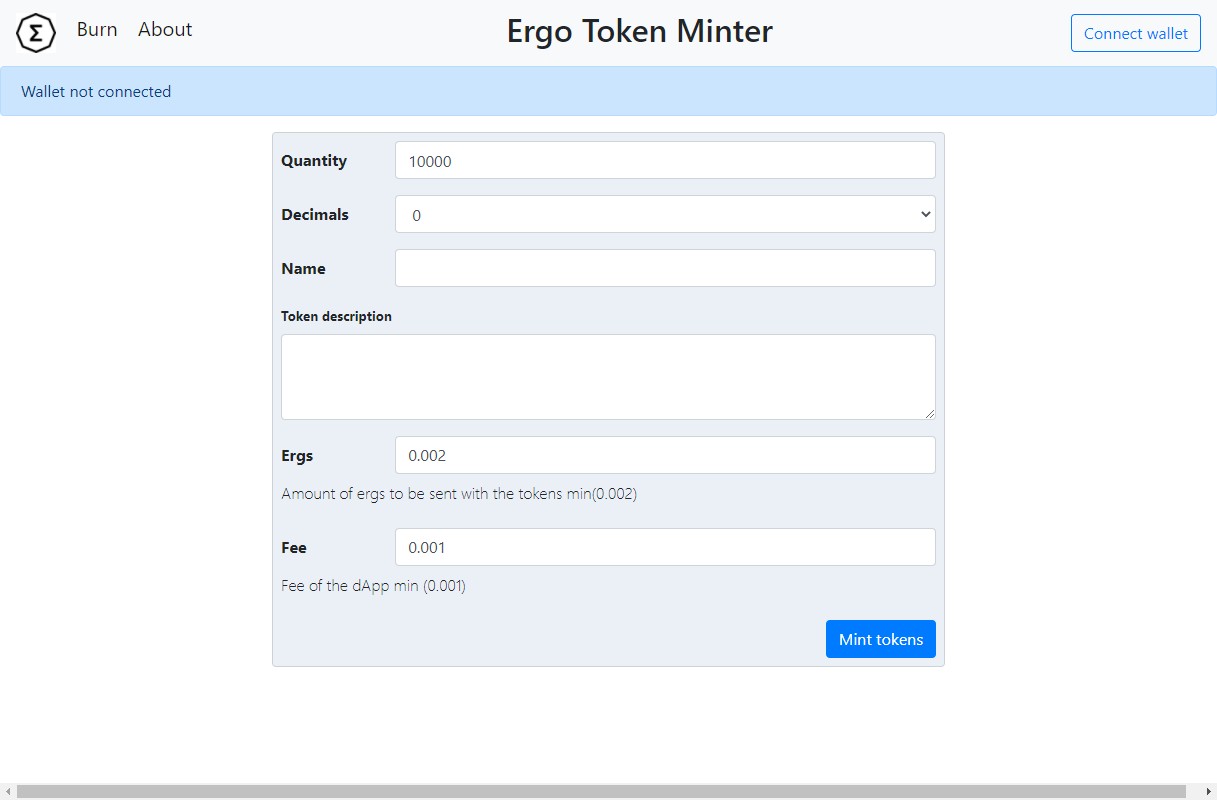 Σ Burn About Ergo Token Minter Connect wallet
Wallet not connected
Quantity 10000
Decimals 0
Name
Token description
Ergs 0.002
Amount of ergs to be sent with the tokens min(0.002)
Fee 0.001
Fee of the dApp min (0.001)
Mint tokens